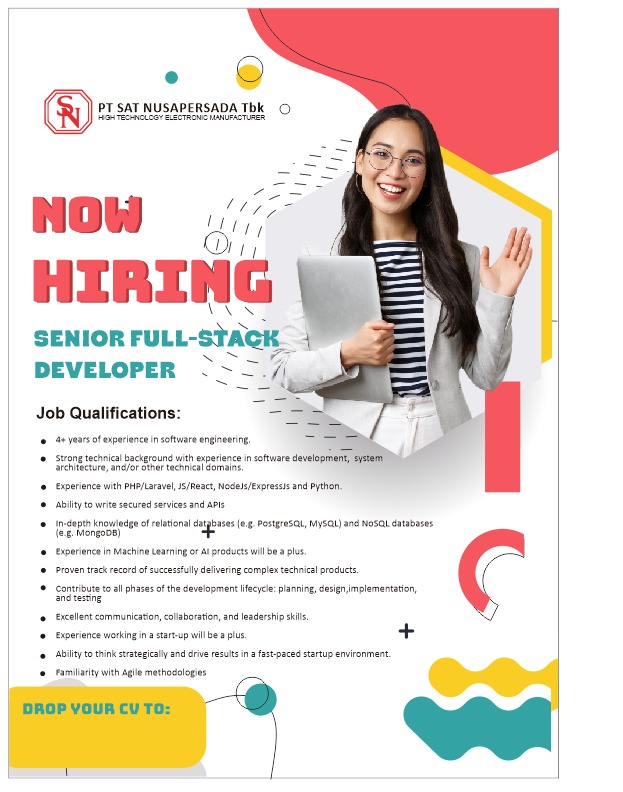 SN
PT SAT NUSAPERSADA Tbk
HIGH TECHNOLOGY ELECTRONIC MANUFACTURER
NOW
HIRING
SENIOR FULL-STACK
DEVELOPER
Job Qualifications:
4+ years of experience in software engineering.
Strong technical background with experience in software development, system
architecture, and/or other technical domains.
Experience with PHP/Laravel, JS/React, NodeJs/ExpressJs and Python.
Ability to write secured services and APIs
In-depth knowledge of relational databases (e.g. PostgreSQL, MySQL) and NoSQL databases
(e.g. MongoDB)
Experience in Machine Learning or AI products will be a plus.
Proven track record of successfully delivering complex technical products.
Contribute to all phases of the development lifecycle: planning, design,implementation,
and testing
Excellent communication, collaboration, and leadership skills.
Experience working in a start-up will be a plus.
Ability to think strategically and drive results in a fast-paced startup environment.
Familiarity with Agile methodologies
DROP YOUR CV TO: